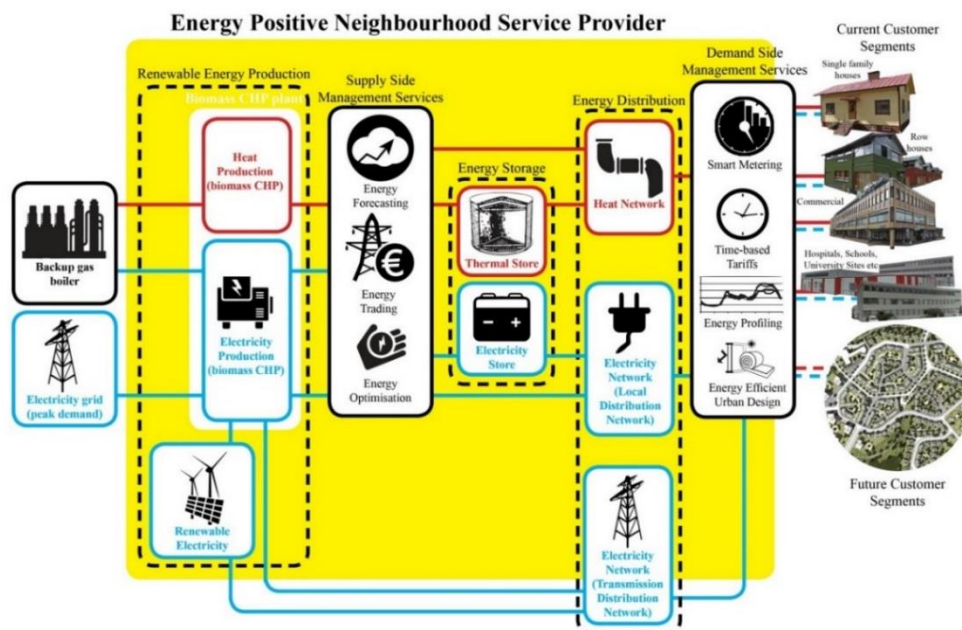 Energy Positive Neighbourhood Service Provider
Renewable Energy Production
Biomass CHP plant
Heat
Production
(biomass CHP)
Electricity
Production
(biomass CHP)
Renewable
Electricity
Backup gas
boiler
Electricity grid
(peak demand)
Supply Side
Management Services
Energy
Forecasting
Energy
Trading
Energy
Optimisation
Energy Storage
Thermal Store
Electricity
Store
Energy Distribution
Heat Network
Electricity
Network
(Local
Distribution
Network)
Electricity
Network
(Transmission
Distribution
Network)
Demand Side
Management Services
Smart Metering
Time-based
Tariffs
Energy Profiling
Energy Efficient
Urban Design
Current Customer
Segments
Single family
houses
Row
houses
Commercial
Hospitals, Schools,
University Sites etc
Future Customer
Segments